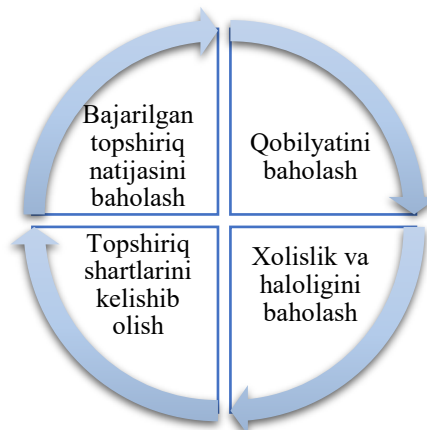 Bajarilgan
topshiriq
natijasini
baholash
Qobilyatini
baholash
Topshiriq
shartlarini
kelishib
olish
Xolislik va
haloligini
baholash